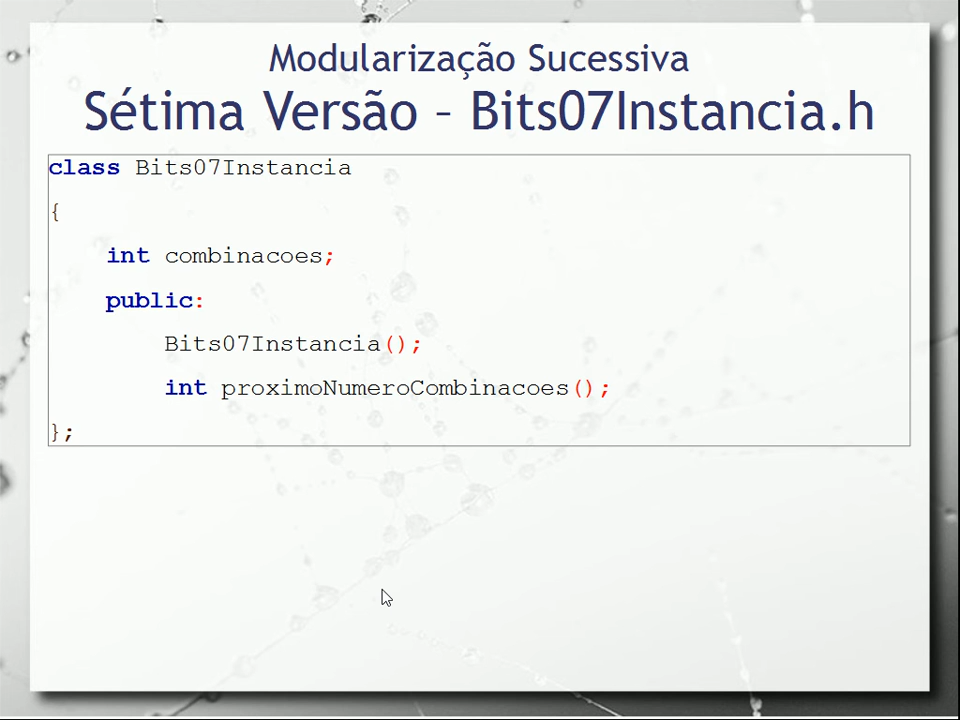 Modularização Sucessiva
Sétima Versão – Bits07Instancia.h
class Bits07Instancia
{
int combinacoes;
public:
Bits07Instancia();
int proximoNumeroCombinacoes();
};